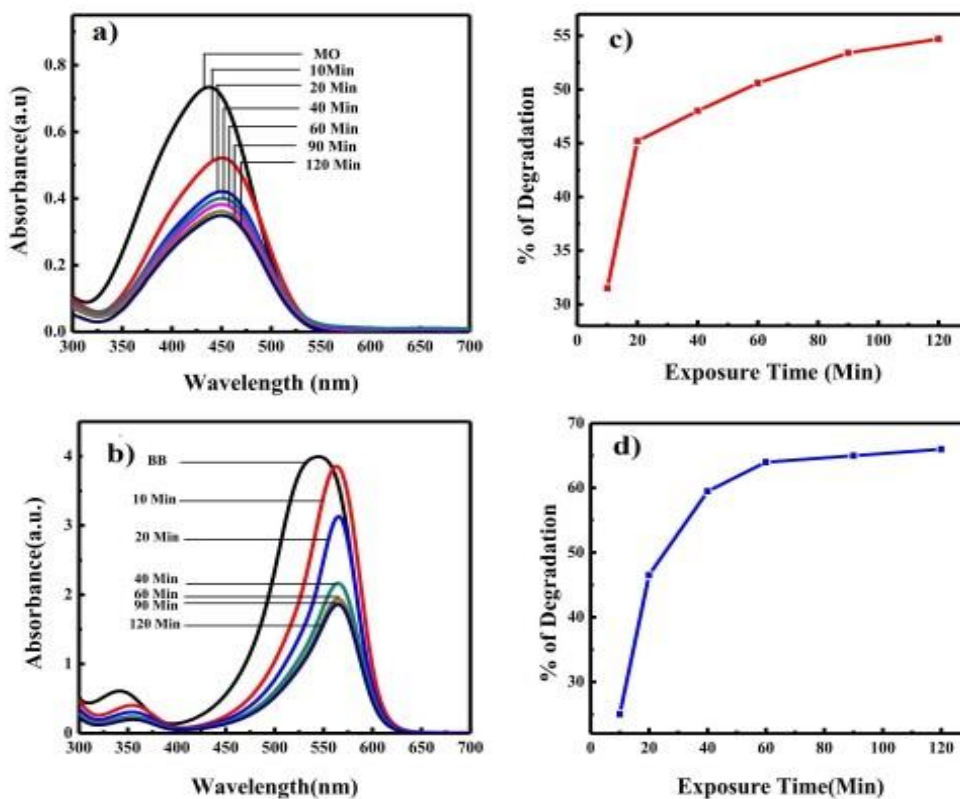 a)
MO
10Min
20 Min
40 Min
60 Min
90 Min
120 Min
0.8
0.6
0.4
0.2
0.0
Absorbance(a.u)
300 350 400 450 500 550 600 650 700
Wavelength (nm)
c)
55
50
45
40
35
30
% of Degradation
0 20 40 60 80 100 120
Exposure Time (Min)
b)
BB
10 Min
20 Min
40 Min
60 Min
90 Min
120 Min
4
3
2
1
0
Absorbance(a.u.)
300 350 400 450 500 550 600 650 700
Wavelength(nm)
d)
70
60
50
40
30
% of Degradation
0 20 40 60 80 100 120
Exposure Time(Min)